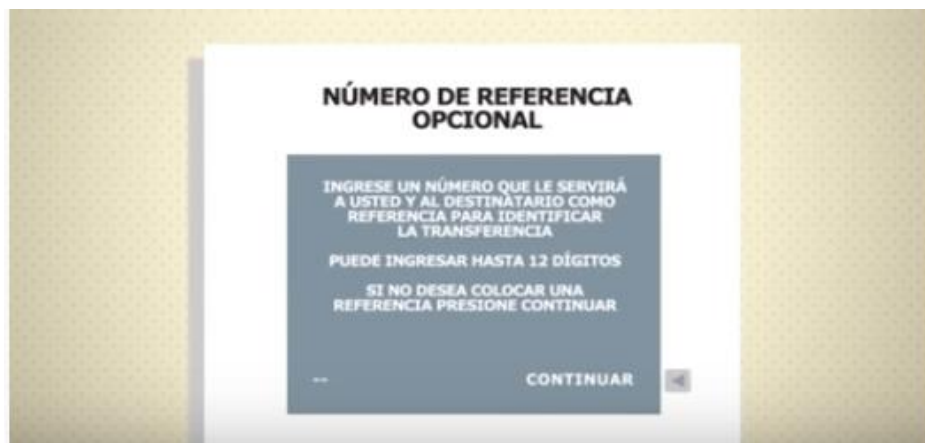 NÚMERO DE REFERENCIA
OPCIONAL
INGRESE UN NÚMERO QUE LE SERVIRÁ
A USTED Y AL DESTINATARIO COMO
REFERENCIA PARA IDENTIFICAR
LA TRANSFERENCIA
PUEDE INGRESAR HASTA 12 DÍGITOS
SI NO DESEA COLOCAR UNA
REFERENCIA PRESIONE CONTINUAR
-- CONTINUAR